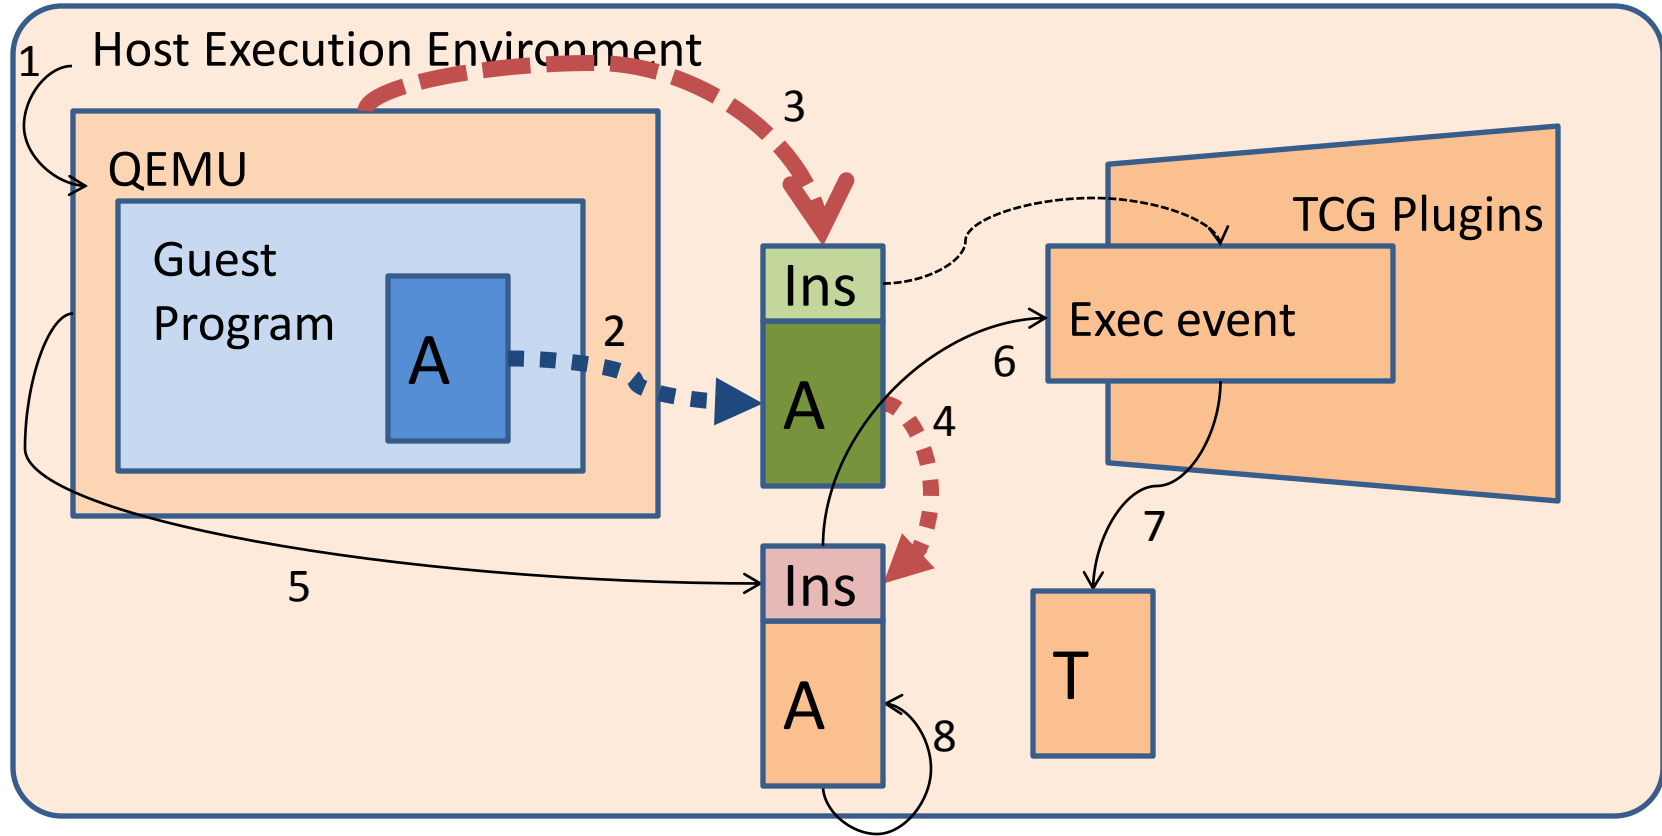 Host Execution Environment
1
3
QEMU
TCG Plugins
Guest
Program
A
2
Ins
A
Exec event
6
4
5
Ins
A
7
T
8